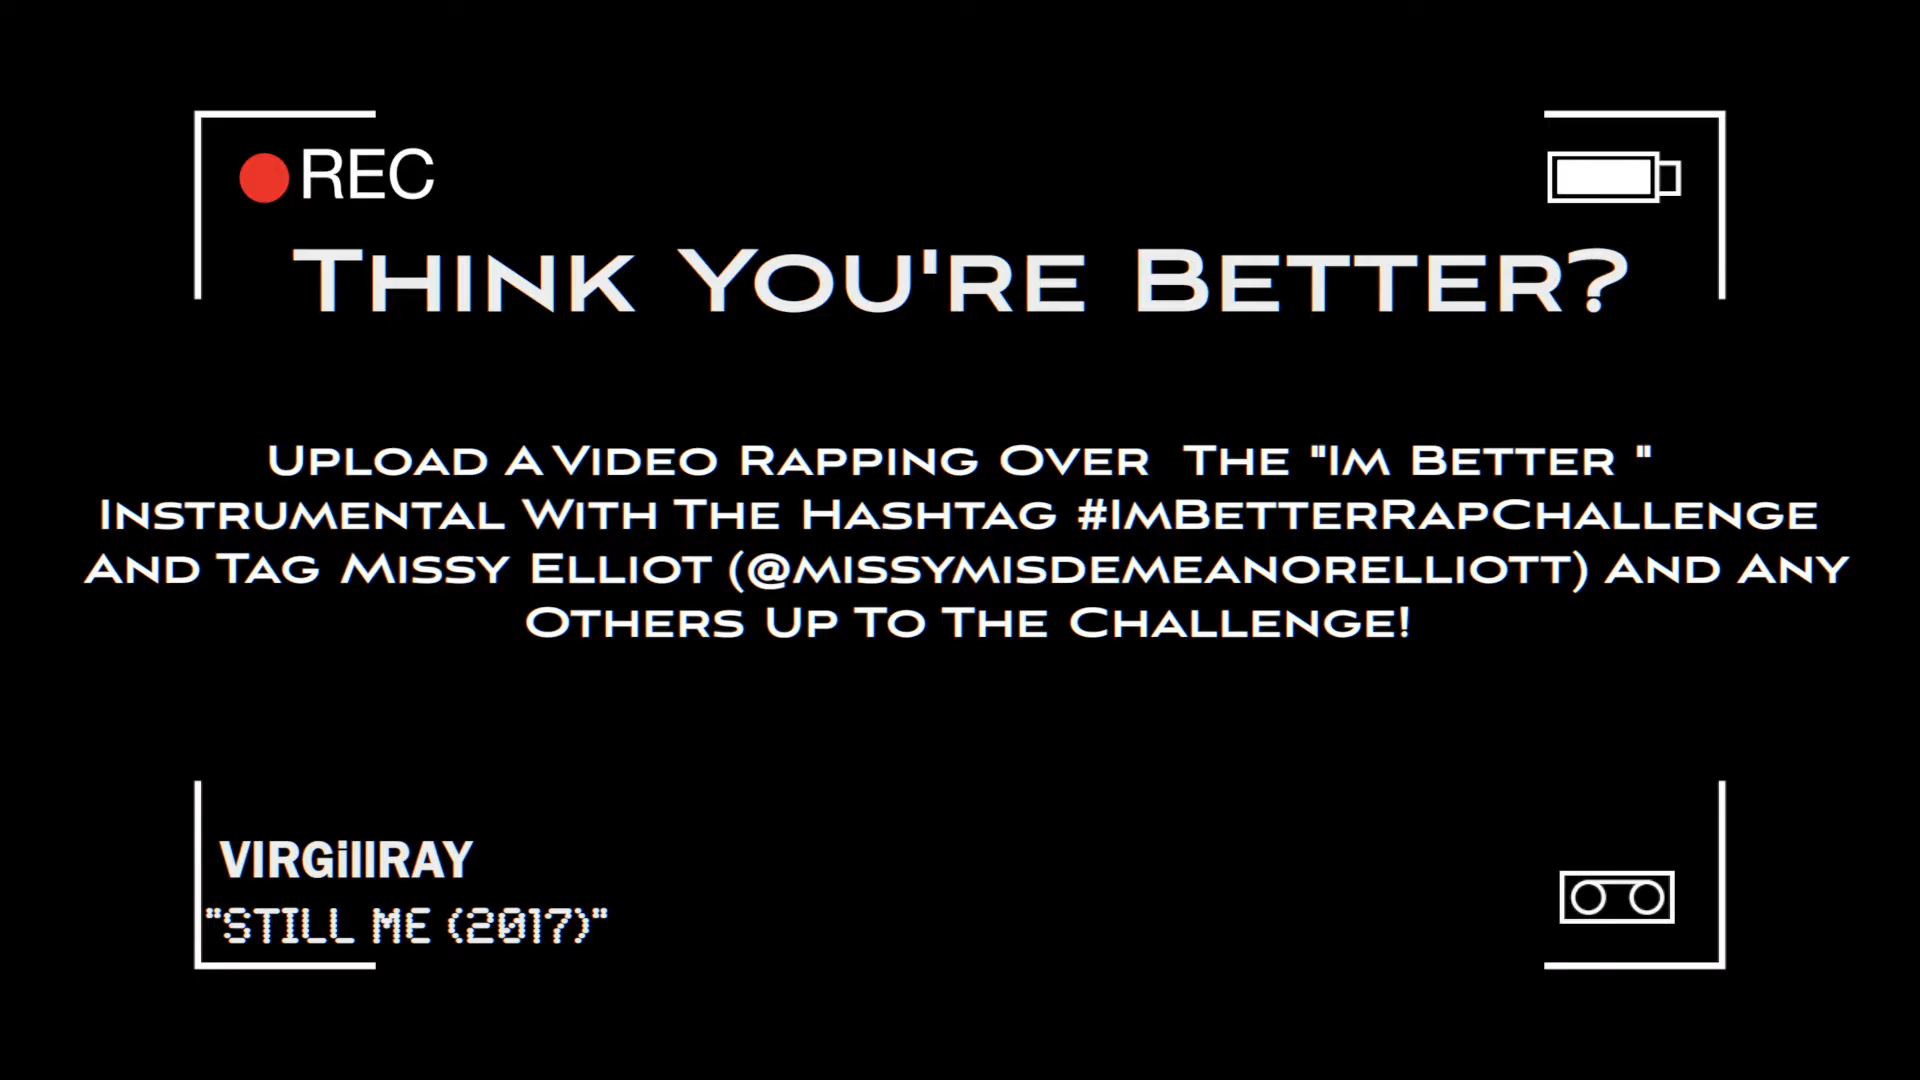 REC
Think You're Better?
Upload A Video Rapping Over The "Im Better "
Instrumental With The Hashtag #ImBetterRapChallenge
And Tag Missy Elliot (@missymisdemeanorelliott) And Any
Others Up To The Challenge!
VIRGillRAY
"STILL ME (2017)"